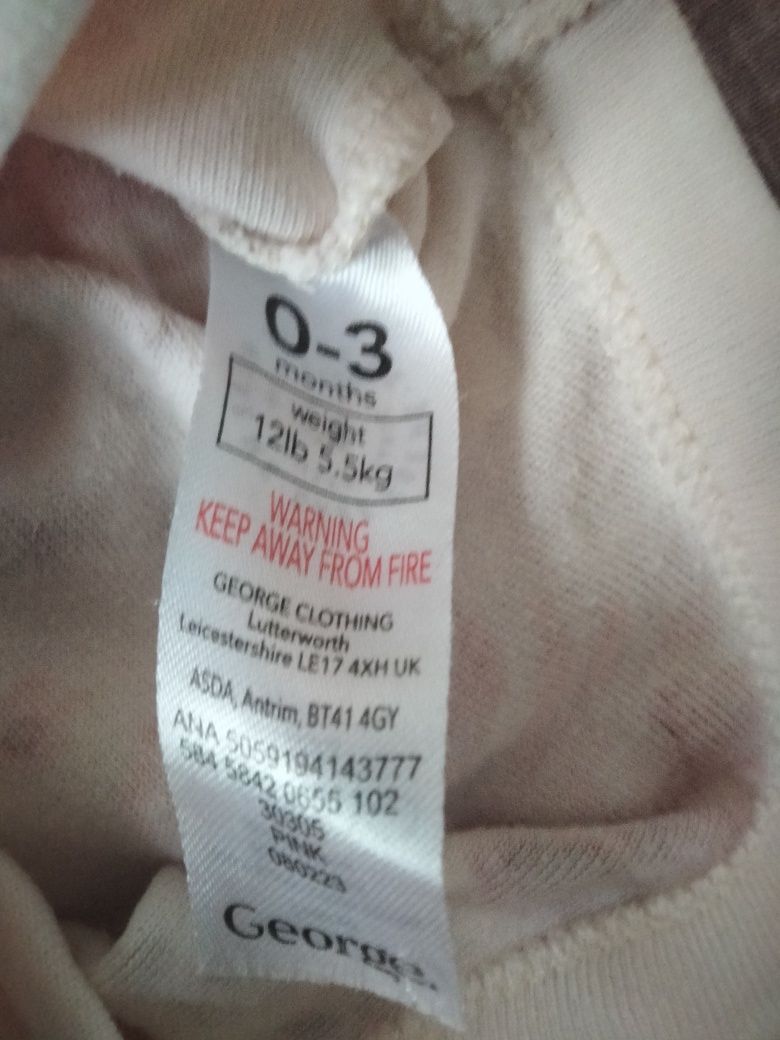 0-3
months
weight
12lb 5.5kg
WARNING
KEEP AWAY FROM FIRE
GEORGE CLOTHING
Lutterworth
Leicestershire LE17 4XH UK
ASDA, Antrim, BT41 4GY
ANA 5059194143777
584 5842 0655 102
30305
PINK
080223
George.